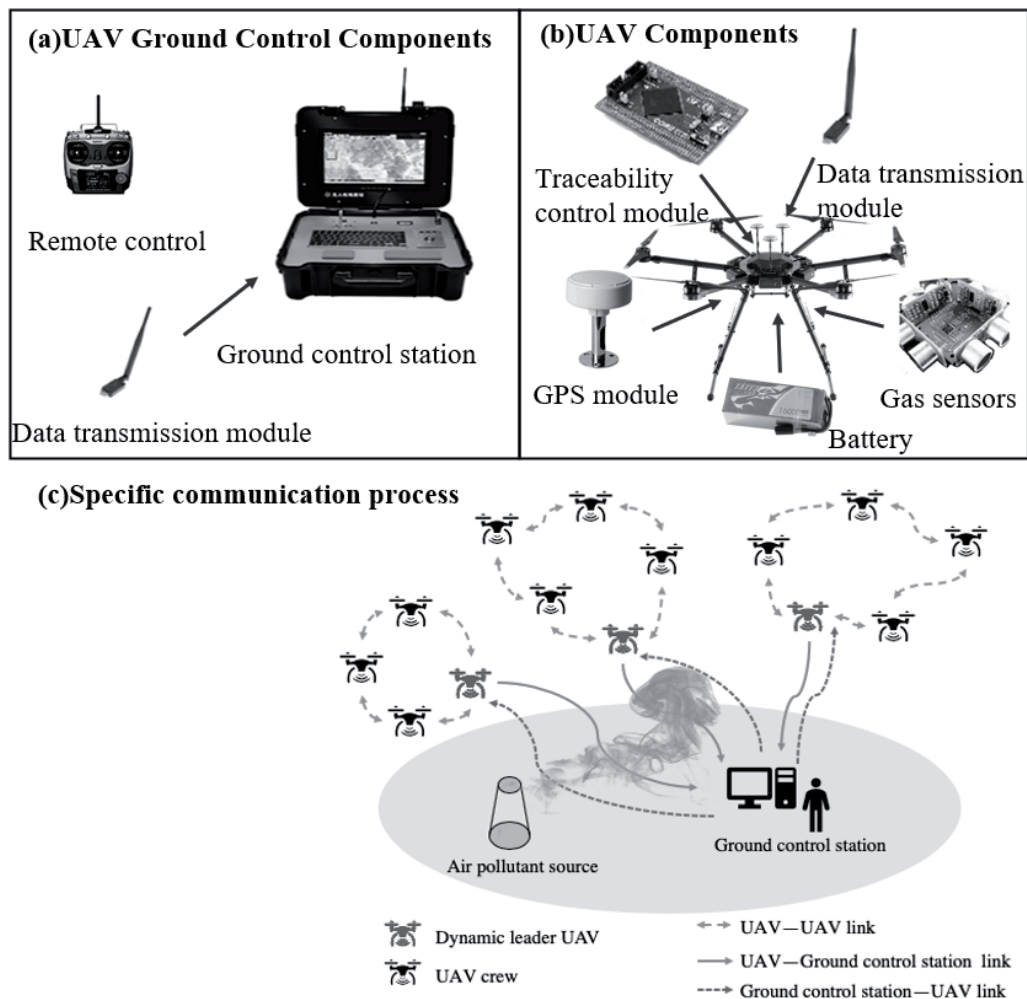 (a)UAV Ground Control Components
Remote control
Ground control station
Data transmission module
(b)UAV Components
Traceability
control module
Data transmission
module
GPS module
Gas sensors
Battery
16000
(c)Specific communication process
Air pollutant source
Ground control station
Dynamic leader UAV
UAV crew
UAV—UAV link
UAV—Ground control station link
Ground control station—UAV link